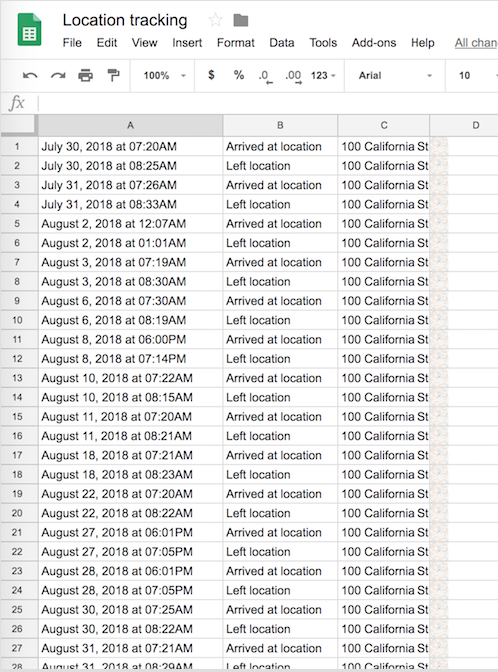 Location tracking
File Edit View Insert Format Data Tools Add-ons Help All chan
100% $ % .0 .00 123 Arial 10
fx
A B C D
1 July 30, 2018 at 07:20AM Arrived at location 100 California St
2 July 30, 2018 at 08:25AM Left location 100 California St
3 July 31, 2018 at 07:26AM Arrived at location 100 California St
4 July 31, 2018 at 08:33AM Left location 100 California St
5 August 2, 2018 at 12:07AM Arrived at location 100 California St
6 August 2, 2018 at 01:01AM Left location 100 California St
7 August 3, 2018 at 07:19AM Arrived at location 100 California St
8 August 3, 2018 at 08:30AM Left location 100 California St
9 August 6, 2018 at 07:30AM Arrived at location 100 California St
10 August 6, 2018 at 08:19AM Left location 100 California St
11 August 8, 2018 at 06:00PM Arrived at location 100 California St
12 August 8, 2018 at 07:14PM Left location 100 California St
13 August 10, 2018 at 07:22AM Arrived at location 100 California St
14 August 10, 2018 at 08:15AM Left location 100 California St
15 August 11, 2018 at 07:20AM Arrived at location 100 California St
16 August 11, 2018 at 08:21AM Left location 100 California St
17 August 18, 2018 at 07:21AM Arrived at location 100 California St
18 August 18, 2018 at 08:23AM Left location 100 California St
19 August 22, 2018 at 07:20AM Arrived at location 100 California St
20 August 22, 2018 at 08:22AM Left location 100 California St
21 August 27, 2018 at 06:01PM Arrived at location 100 California St
22 August 27, 2018 at 07:05PM Left location 100 California St
23 August 28, 2018 at 06:01PM Arrived at location 100 California St
24 August 28, 2018 at 07:05PM Left location 100 California St
25 August 30, 2018 at 07:25AM Arrived at location 100 California St
26 August 30, 2018 at 08:22AM Left location 100 California St
27 August 31, 2018 at 07:21AM Arrived at location 100 California St
28 August 31, 2018 at 08:29AM Left location 100 California St